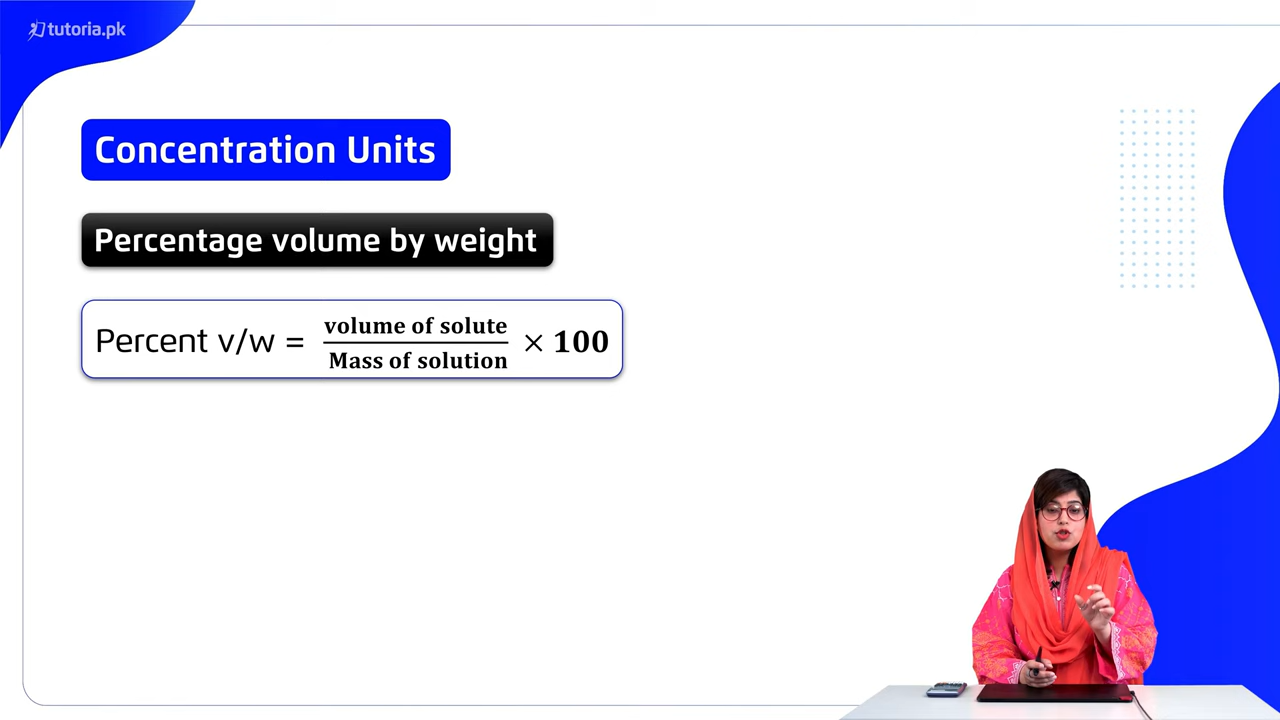 tutoria.pk
Concentration Units
Percentage volume by weight
Percent v/w = volume of solute / Mass of solution × 100